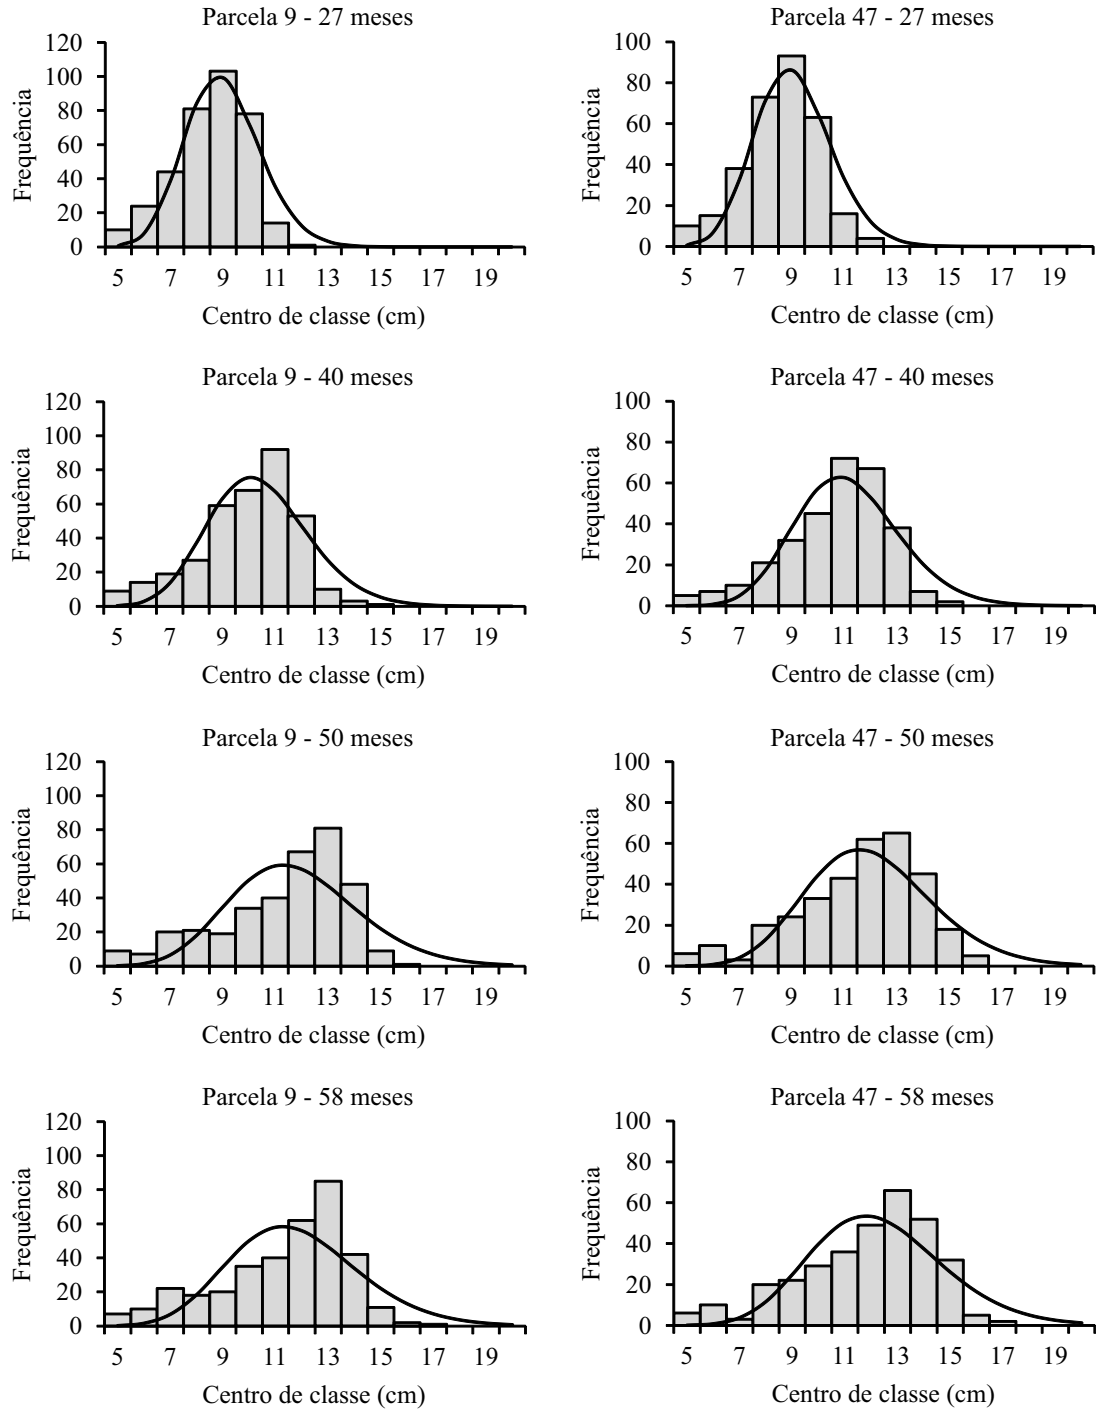 Parcela 9 - 27 meses
120
100
80
60
40
20
0
Frequência
5 7 9 11 13 15 17 19
Centro de classe (cm)
Parcela 47 - 27 meses
100
80
60
40
20
0
Frequência
5 7 9 11 13 15 17 19
Centro de classe (cm)
Parcela 9 - 40 meses
120
100
80
60
40
20
0
Frequência
5 7 9 11 13 15 17 19
Centro de classe (cm)
Parcela 47 - 40 meses
100
80
60
40
20
0
Frequência
5 7 9 11 13 15 17 19
Centro de classe (cm)
Parcela 9 - 50 meses
120
100
80
60
40
20
0
Frequência
5 7 9 11 13 15 17 19
Centro de classe (cm)
Parcela 47 - 50 meses
100
80
60
40
20
0
Frequência
5 7 9 11 13 15 17 19
Centro de classe (cm)
Parcela 9 - 58 meses
120
100
80
60
40
20
0
Frequência
5 7 9 11 13 15 17 19
Centro de classe (cm)
Parcela 47 - 58 meses
100
80
60
40
20
0
Frequência
5 7 9 11 13 15 17 19
Centro de classe (cm)